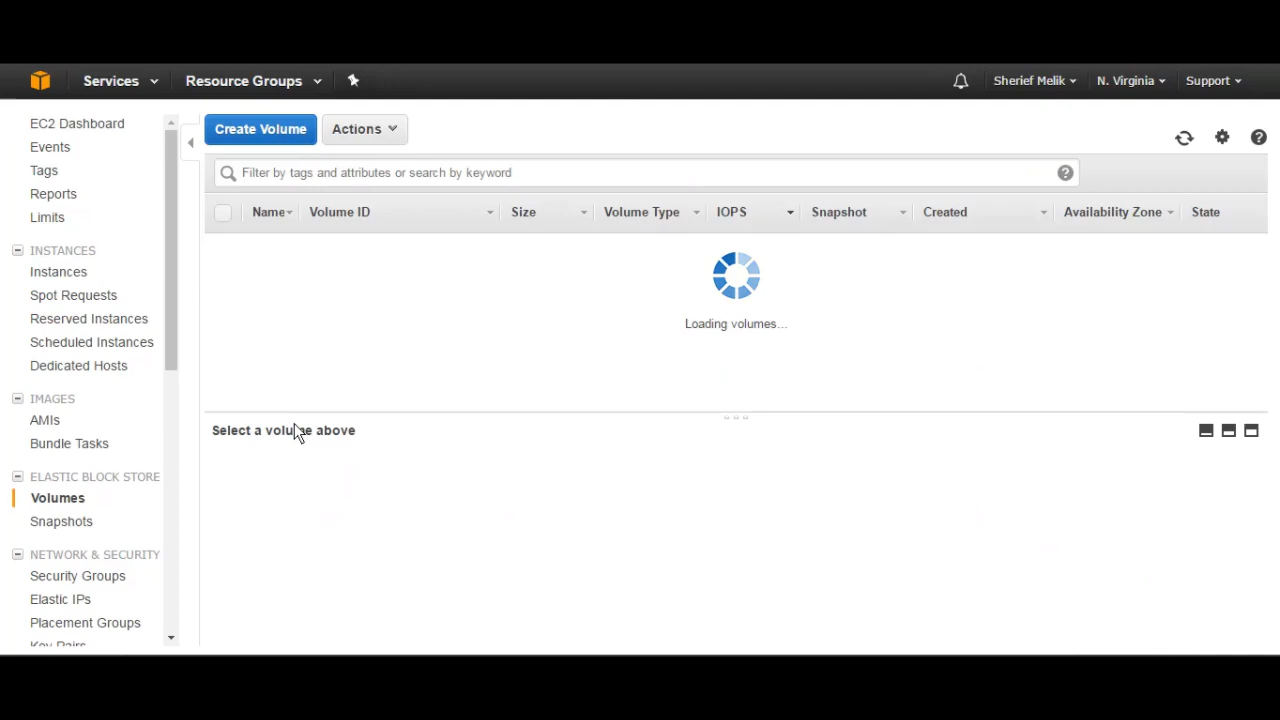 Services Resource Groups Sherief Melik N. Virginia Support
EC2 Dashboard
Events
Tags
Reports
Limits
INSTANCES
Instances
Spot Requests
Reserved Instances
Scheduled Instances
Dedicated Hosts
IMAGES
AMIs
Bundle Tasks
ELASTIC BLOCK STORE
Volumes
Snapshots
NETWORK & SECURITY
Security Groups
Elastic IPs
Placement Groups
Key Pairs
Create Volume Actions
Filter by tags and attributes or search by keyword
Name Volume ID Size Volume Type IOPS Snapshot Created Availability Zone State
Loading volumes...
Select a volume above